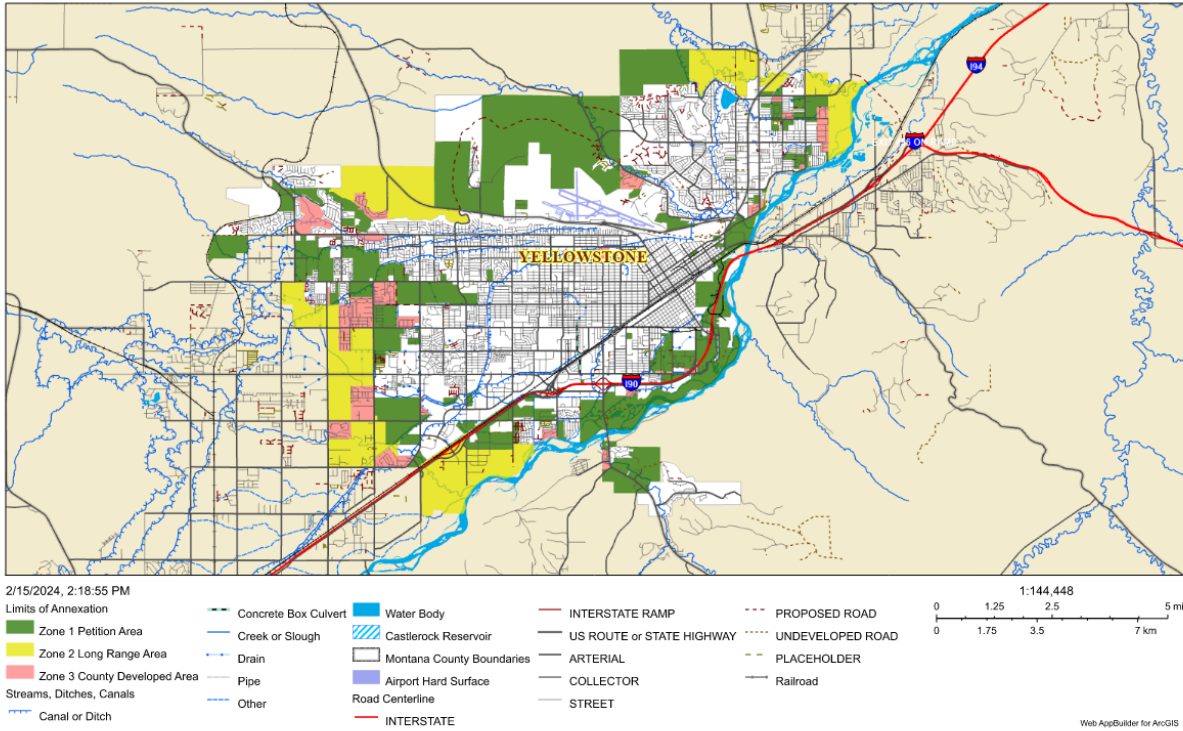 194
YELLOWSTONE
190
2/15/2024, 2:18:55 PM
Limits of Annexation
Zone 1 Petition Area
Zone 2 Long Range Area
Zone 3 County Developed Area
Streams, Ditches, Canals
Canal or Ditch
Concrete Box Culvert
Creek or Slough
Drain
Pipe
Other
Water Body
Castlerock Reservoir
Montana County Boundaries
Airport Hard Surface
Road Centerline
INTERSTATE
INTERSTATE RAMP
US ROUTE or STATE HIGHWAY
ARTERIAL
COLLECTOR
STREET
PROPOSED ROAD
UNDEVELOPED ROAD
PLACEHOLDER
Railroad
1:144,448
0 1.25 2.5 5 mi
0 1.75 3.5 7 km
Web AppBuilder for ArcGIS